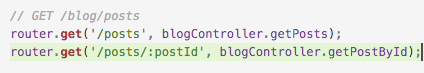 // GET /blog/posts
router.get('/posts', blogController.getPosts);
router.get('/posts/:postId', blogController.getPostById);